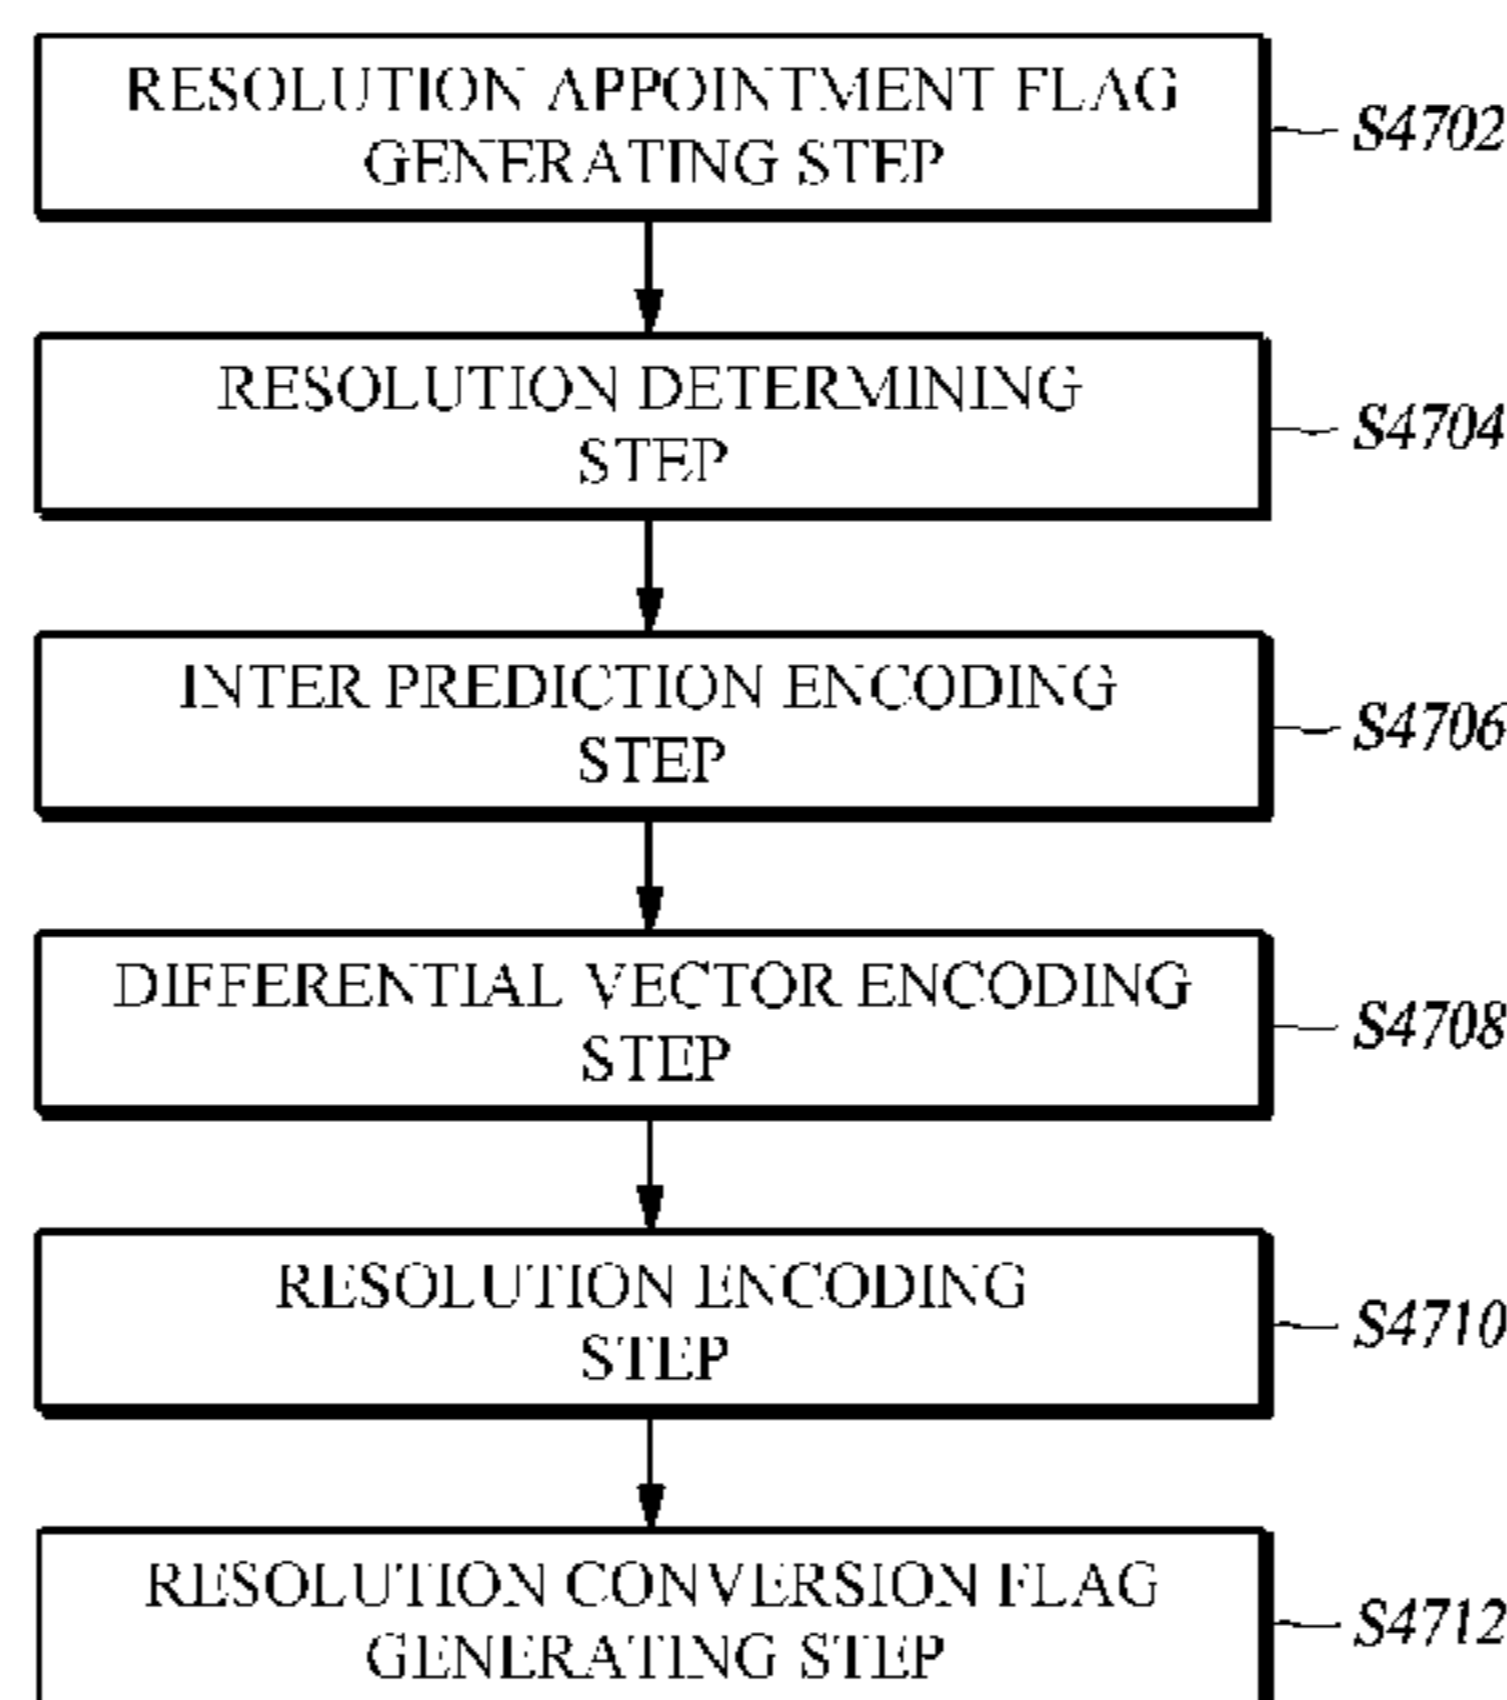 RESOLUTION APPOINTMENT FLAG
GENERATING STEP
S4702
RESOLUTION DETERMINING
STEP
S4704
INTER PREDICTION ENCODING
STEP
S4706
DIFFERENTIAL VECTOR ENCODING
STEP
S4708
RESOLUTION ENCODING
STEP
S4710
RESOLUTION CONVERSION FLAG
GENERATING STEP
S4712